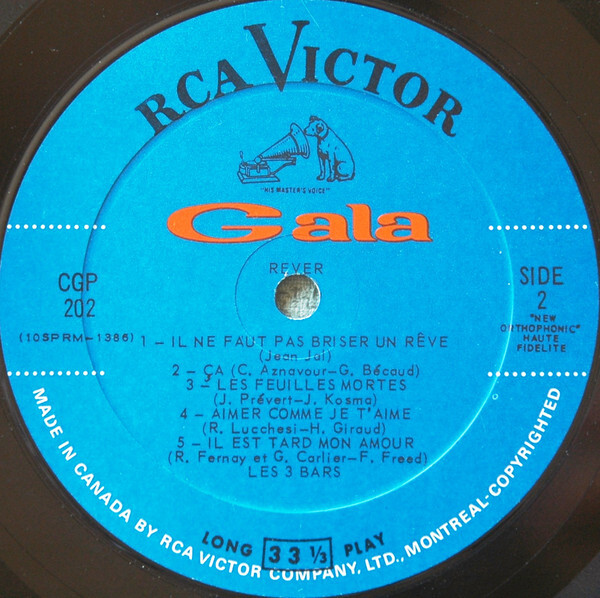 RCA VICTOR
"HIS MASTER'S VOICE"
Gala
REVER
CGP
202
(10SPRM-1386)
SIDE
2
"NEW
ORTHOPHONIC"
HAUTE
FIDELITE
1 - IL NE FAUT PAS BRISER UN RÊVE
(Jean Jal)
2 - ÇA (C. Aznavour-G. Bécaud)
3 - LES FEUILLES MORTES
(J. Prévert-J. Kosma)
4 - AIMER COMME JE T'AIME
(R. Lucchesi-H. Giraud)
5 - IL EST TARD MON AMOUR
(R. Fernay et G. Carlier-F. Freed)
LES 3 BARS
LONG 33 1/3 PLAY
MADE IN CANADA BY RCA VICTOR COMPANY, LTD., MONTREAL-COPYRIGHTED